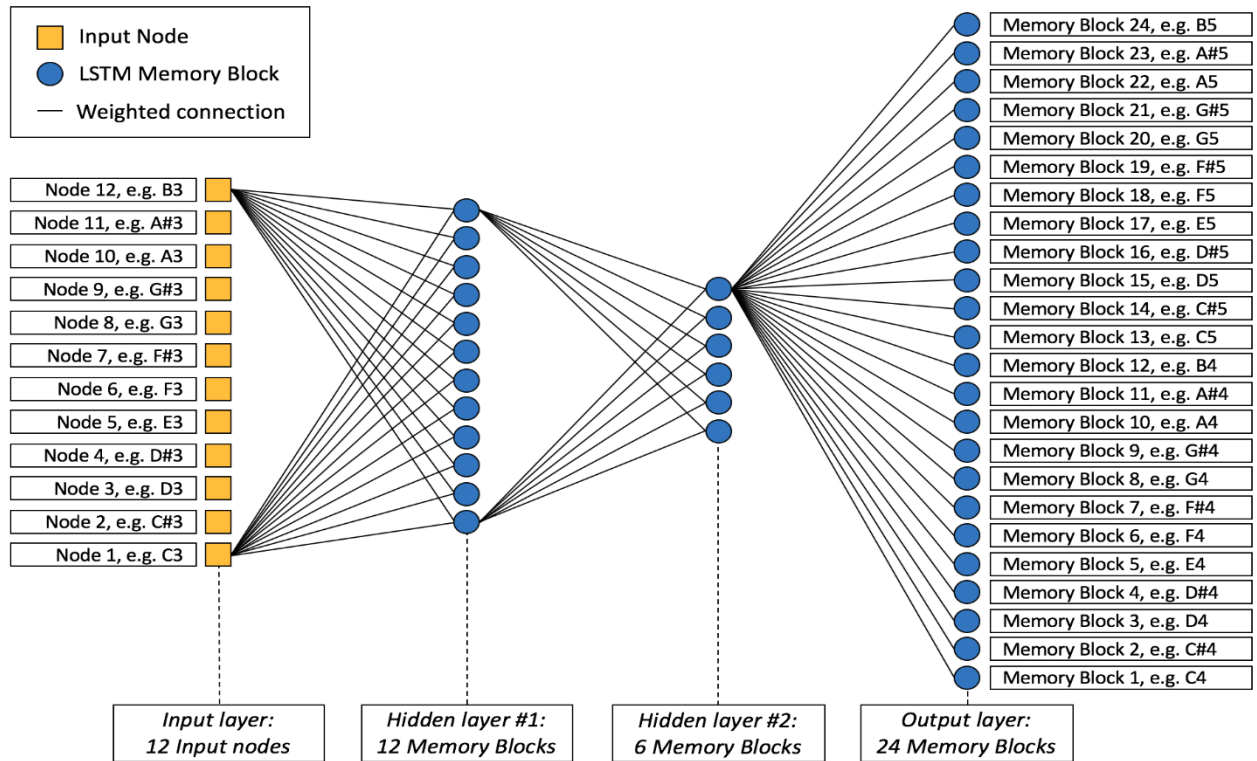 Input Node
LSTM Memory Block
Weighted connection
Node 12, e.g. B3
Node 11, e.g. A#3
Node 10, e.g. A3
Node 9, e.g. G#3
Node 8, e.g. G3
Node 7, e.g. F#3
Node 6, e.g. F3
Node 5, e.g. E3
Node 4, e.g. D#3
Node 3, e.g. D3
Node 2, e.g. C#3
Node 1, e.g. C3
Memory Block 24, e.g. B5
Memory Block 23, e.g. A#5
Memory Block 22, e.g. A5
Memory Block 21, e.g. G#5
Memory Block 20, e.g. G5
Memory Block 19, e.g. F#5
Memory Block 18, e.g. F5
Memory Block 17, e.g. E5
Memory Block 16, e.g. D#5
Memory Block 15, e.g. D5
Memory Block 14, e.g. C#5
Memory Block 13, e.g. C5
Memory Block 12, e.g. B4
Memory Block 11, e.g. A#4
Memory Block 10, e.g. A4
Memory Block 9, e.g. G#4
Memory Block 8, e.g. G4
Memory Block 7, e.g. F#4
Memory Block 6, e.g. F4
Memory Block 5, e.g. E4
Memory Block 4, e.g. D#4
Memory Block 3, e.g. D4
Memory Block 2, e.g. C#4
Memory Block 1, e.g. C4
Input layer:
12 Input nodes
Hidden layer #1:
12 Memory Blocks
Hidden layer #2:
6 Memory Blocks
Output layer:
24 Memory Blocks